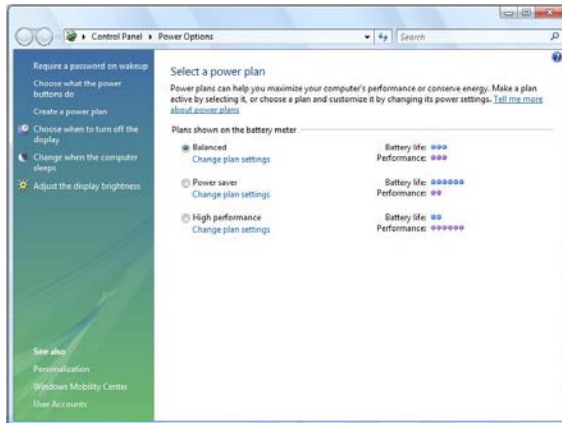 Control Panel ▸ Power Options
Search
Require a password on wakeup
Choose what the power
buttons do
Create a power plan
Choose when to turn off the
display
Change when the computer
sleeps
Adjust the display brightness
See also
Personalization
Windows Mobility Center
User Accounts
Select a power plan
Power plans can help you maximize your computer's performance or conserve energy. Make a plan
active by selecting it, or choose a plan and customize it by changing its power settings. Tell me more
about power plans
Plans shown on the battery meter
Balanced Battery life:
Change plan settings Performance:
Power saver Battery life:
Change plan settings Performance:
High performance Battery life:
Change plan settings Performance: